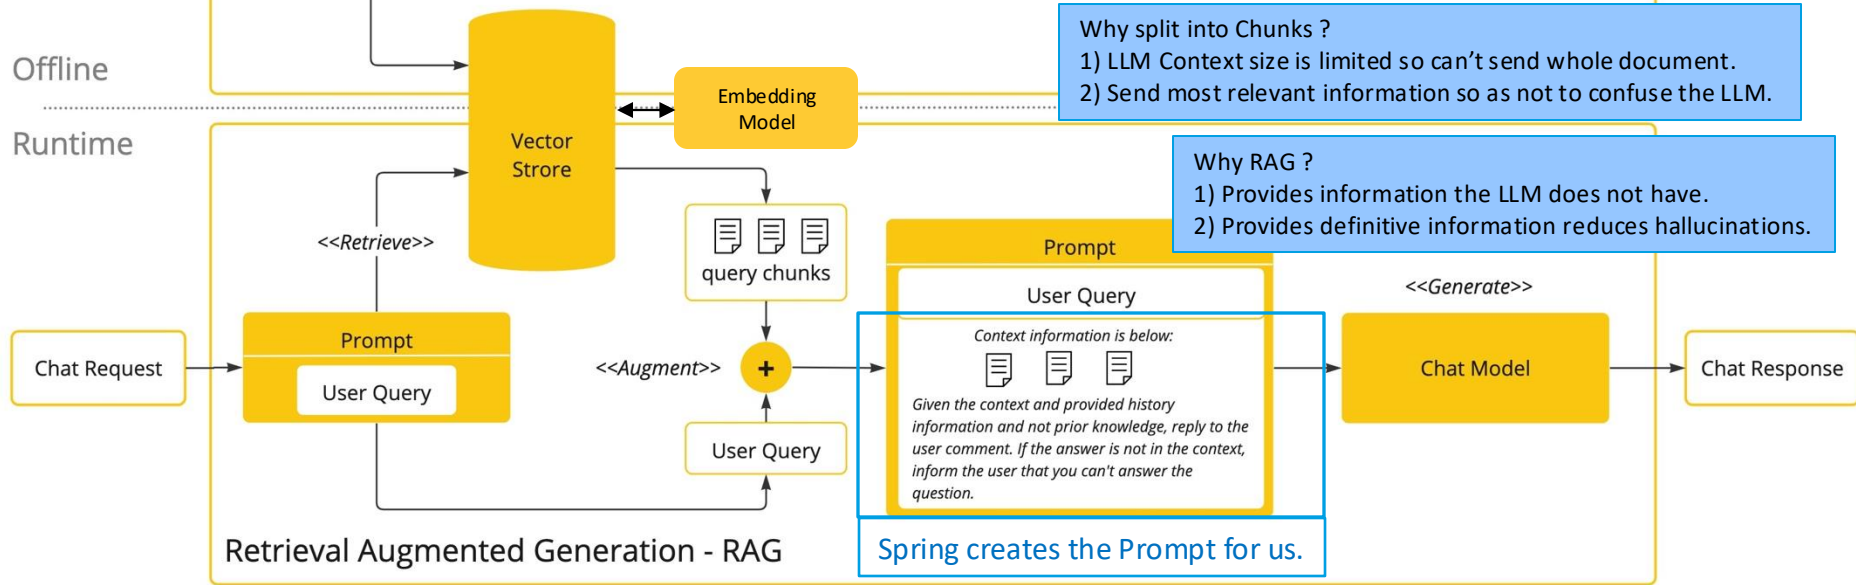 Offline
Runtime
Vector
Strore
Embedding
Model
Why split into Chunks ?
1) LLM Context size is limited so can't send whole document.
2) Send most relevant information so as not to confuse the LLM.
Why RAG ?
1) Provides information the LLM does not have.
2) Provides definitive information reduces hallucinations.
<<Retrieve>>
query chunks
Chat Request
Prompt
User Query
<<Augment>>
+
User Query
Prompt
User Query
Context information is below:
Given the context and provided history
information and not prior knowledge, reply to the
user comment. If the answer is not in the context,
inform the user that you can't answer the
question.
<<Generate>>
Chat Model
Chat Response
Retrieval Augmented Generation - RAG
Spring creates the Prompt for us.